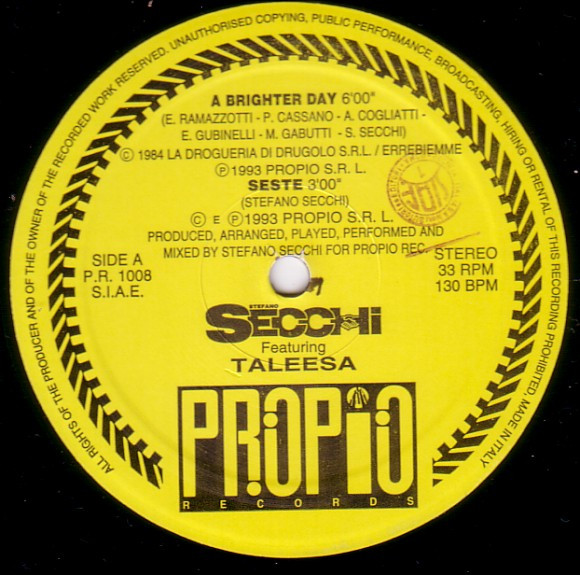 ALL RIGHTS OF THE PRODUCER AND OF THE OWNER OF THE RECORDED WORK RESERVED. UNAUTHORISED COPYING, PUBLIC PERFORMANCE, BROADCASTING, HIRING OR RENTAL OF THIS RECORDING PROHIBITED. MADE IN ITALY
A BRIGHTER DAY 6'00"
(E. RAMAZZOTTI - P. CASSANO - A. COGLIATTI -
E. GUBINELLI - M. GABUTTI - S. SECCHI)
© 1984 LA DROGUERIA DI DRUGOLO S.R.L / ERREBIEMME
℗ 1993 PROPIO S. R. L.
SESTE 3'00"
(STEFANO SECCHI)
© E ℗ 1993 PROPIO S. R. L.
PRODUCED, ARRANGED, PLAYED, PERFORMED AND
MIXED BY STEFANO SECCHI FOR PROPIO REC.
SIDE A
P.R. 1008
S.I.A.E.
STEREO
33 RPM
130 BPM
STEFANO
SECCHi
Featuring
TALEESA
PROPiO
RECORDS